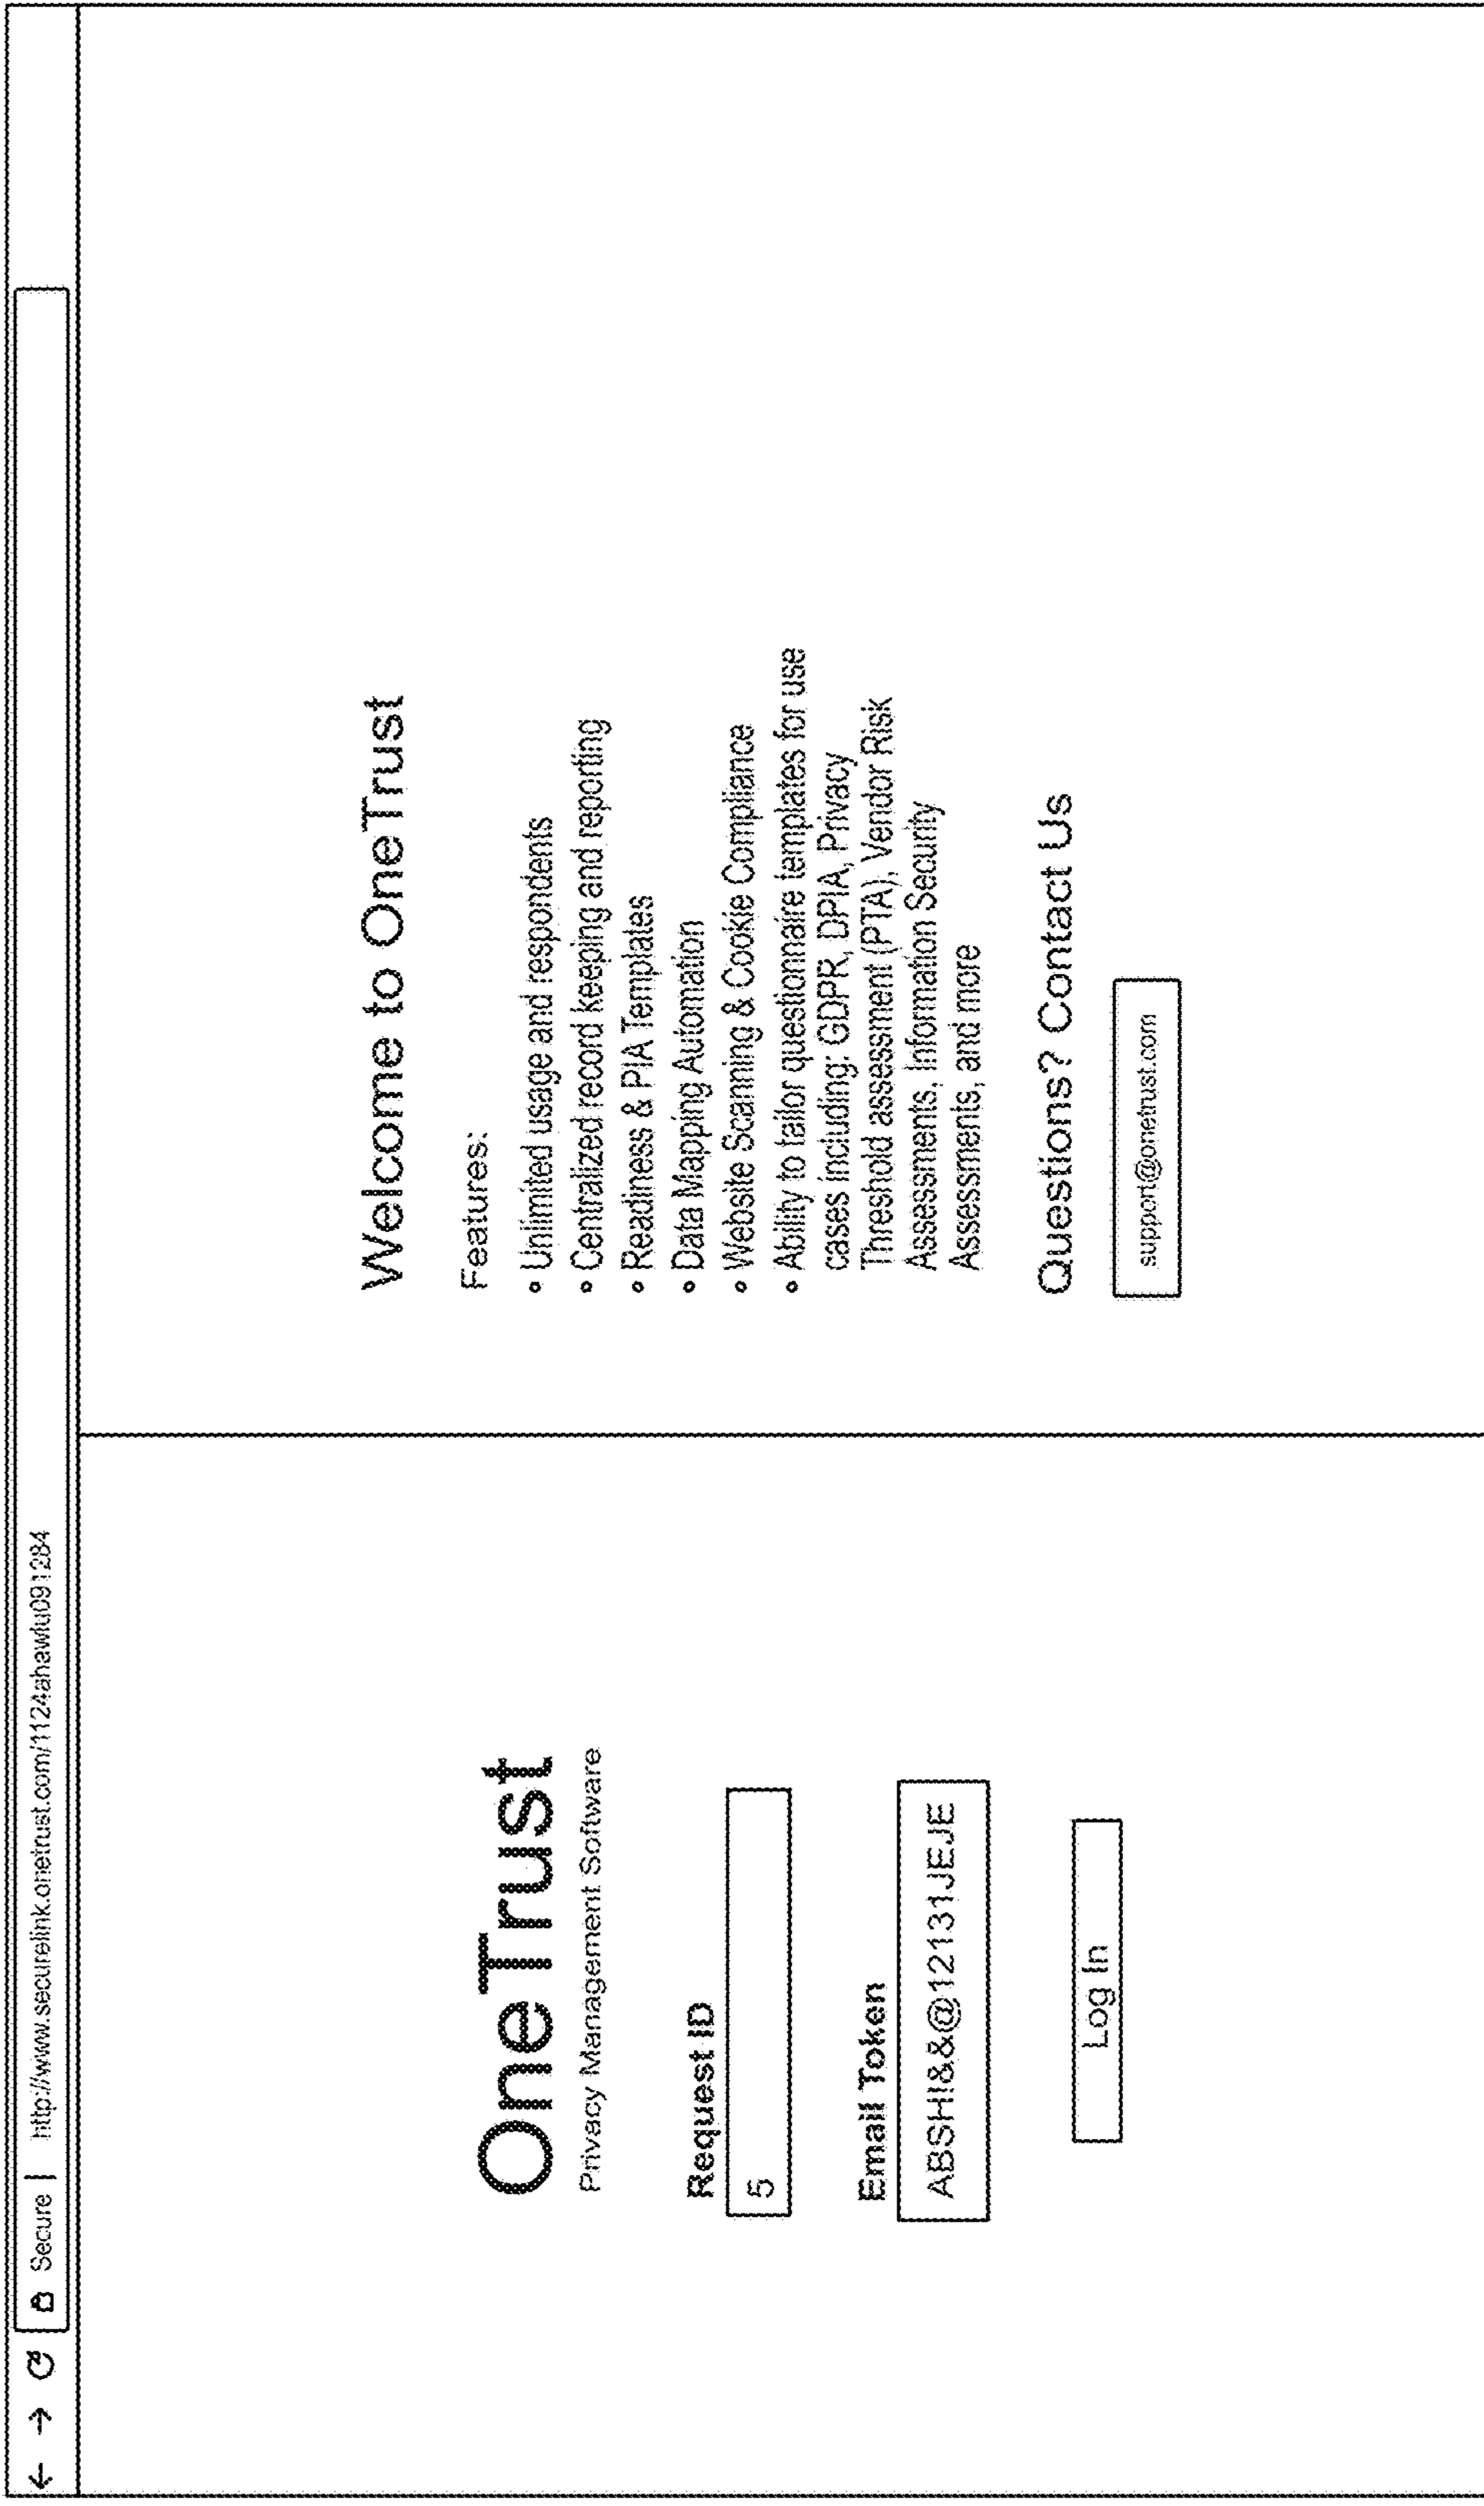 Secure | http://www.securelink.onetrust.com/1124ahawlu091284
OneTrust
Privacy Management Software
Request ID
5
Email Token
ABSHI&&@12131JEJE
Log In
Welcome to OneTrust
Features:
• Unlimited usage and respondents
• Centralized record keeping and reporting
• Readiness & PIA Templates
• Data Mapping Automation
• Website Scanning & Cookie Compliance
• Ability to tailor questionnaire templates for use
cases including: GDPR, DPIA, Privacy
Threshold assessment (PTA), Vendor Risk
Assessments, Information Security
Assessments, and more
Questions? Contact Us
support@onetrust.com